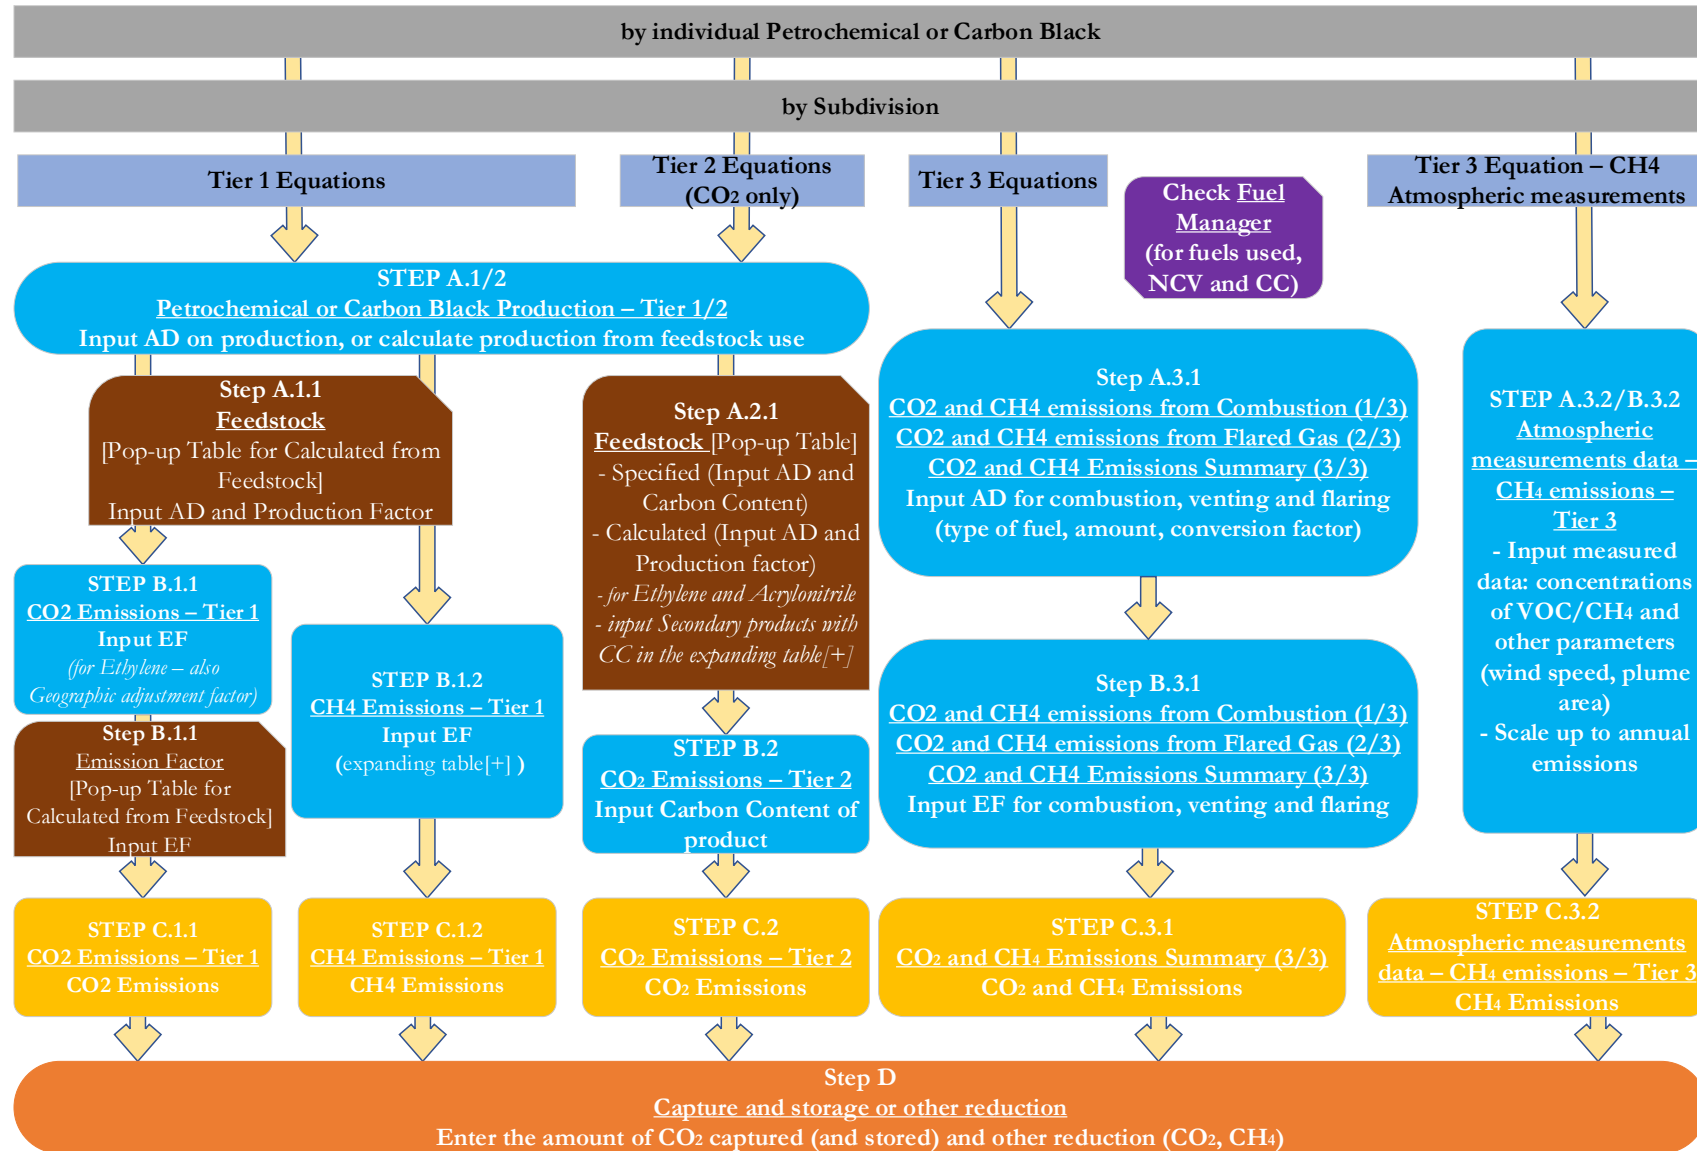 by individual Petrochemical or Carbon Black
by Subdivision
Tier 1 Equations
Tier 2 Equations
(CO2 only)
Tier 3 Equations
Tier 3 Equation – CH4
Atmospheric measurements
Check Fuel
Manager
(for fuels used,
NCV and CC)
STEP A.1/2
Petrochemical or Carbon Black Production – Tier 1/2
Input AD on production, or calculate production from feedstock use
Step A.1.1
Feedstock
[Pop-up Table for Calculated from
Feedstock]
Input AD and Production Factor
STEP B.1.1
CO2 Emissions – Tier 1
Input EF
(for Ethylene – also
Geographic adjustment factor)
Step B.1.1
Emission Factor
[Pop-up Table for
Calculated from Feedstock]
Input EF
STEP B.1.2
CH4 Emissions – Tier 1
Input EF
(expanding table[+] )
Step A.2.1
Feedstock [Pop-up Table]
- Specified (Input AD and
Carbon Content)
- Calculated (Input AD and
Production factor)
- for Ethylene and Acrylonitrile
- input Secondary products with
CC in the expanding table[+]
STEP B.2
CO2 Emissions – Tier 2
Input Carbon Content of
product
Step A.3.1
CO2 and CH4 emissions from Combustion (1/3)
CO2 and CH4 emissions from Flared Gas (2/3)
CO2 and CH4 Emissions Summary (3/3)
Input AD for combustion, venting and flaring
(type of fuel, amount, conversion factor)
Step B.3.1
CO2 and CH4 emissions from Combustion (1/3)
CO2 and CH4 emissions from Flared Gas (2/3)
CO2 and CH4 Emissions Summary (3/3)
Input EF for combustion, venting and flaring
STEP A.3.2/B.3.2
Atmospheric
measurements data –
CH4 emissions –
Tier 3
- Input measured
data: concentrations
of VOC/CH4 and
other parameters
(wind speed, plume
area)
- Scale up to annual
emissions
STEP C.1.1
CO2 Emissions – Tier 1
CO2 Emissions
STEP C.1.2
CH4 Emissions – Tier 1
CH4 Emissions
STEP C.2
CO2 Emissions – Tier 2
CO2 Emissions
STEP C.3.1
CO2 and CH4 Emissions Summary (3/3)
CO2 and CH4 Emissions
STEP C.3.2
Atmospheric measurements
data – CH4 emissions – Tier 3
CH4 Emissions
Step D
Capture and storage or other reduction
Enter the amount of CO2 captured (and stored) and other reduction (CO2, CH4)